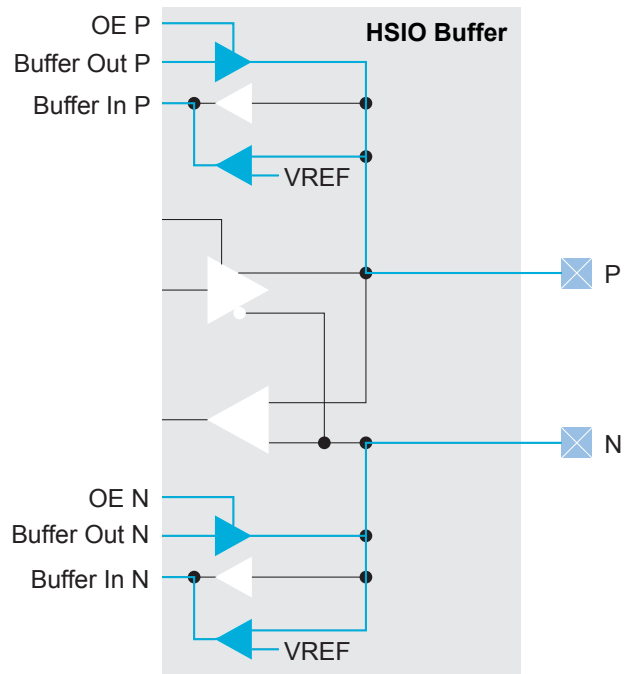 OE P
HSIO Buffer
Buffer Out P
Buffer In P
VREF
P
N
OE N
Buffer Out N
Buffer In N
VREF